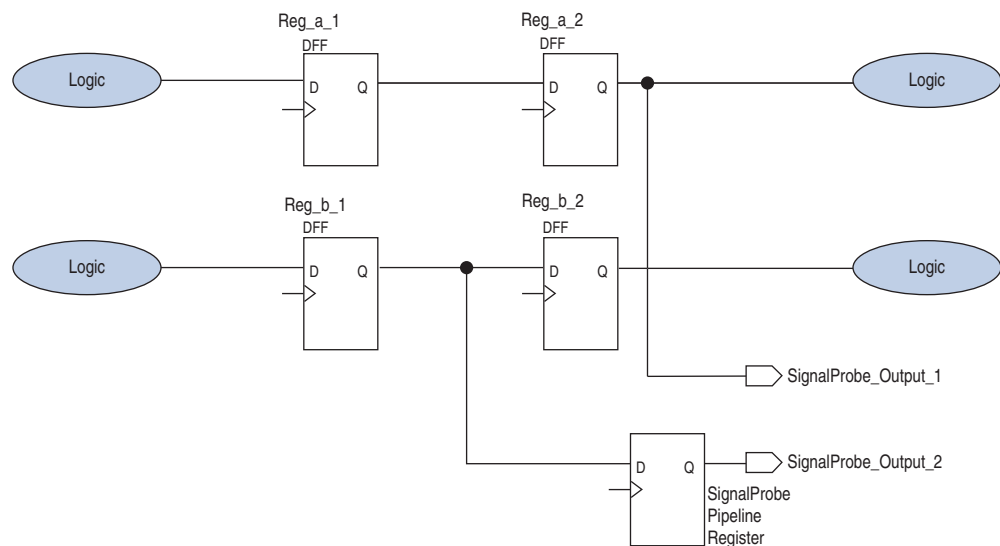 Reg_a_1
DFF
Reg_a_2
DFF
Logic
D Q
D Q
Logic
Reg_b_1
DFF
Reg_b_2
DFF
Logic
D Q
D Q
Logic
SignalProbe_Output_1
D Q
SignalProbe_Output_2
SignalProbe
Pipeline
Register